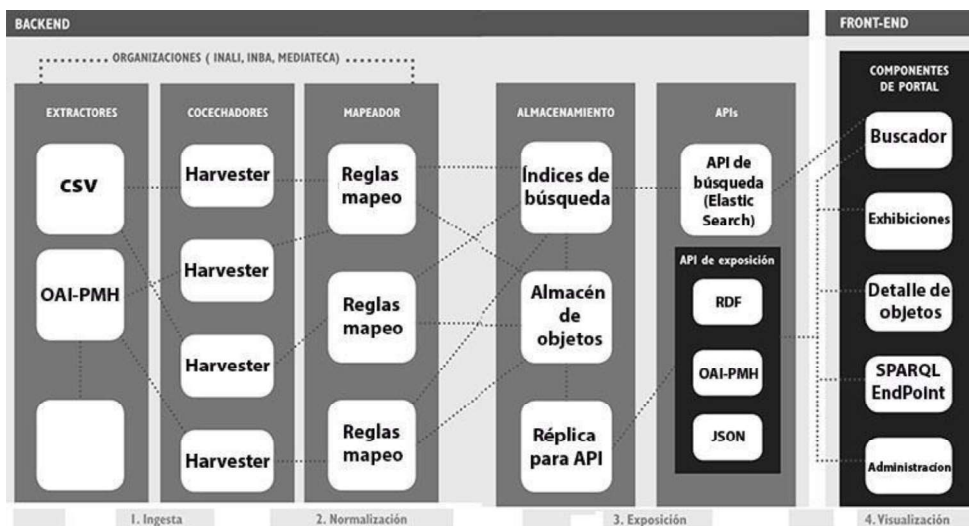 BACKEND
FRONT-END
ORGANIZACIONES ( INALI, INBA, MEDIATECA)
EXTRACTORES
CSV
OAI-PMH
COCECHADORES
Harvester
Harvester
Harvester
Harvester
MAPEADOR
Reglas
mapeo
Reglas
mapeo
Reglas
mapeo
ALMACENAMIENTO
Índices de
búsqueda
Almacén
de
objetos
Réplica
para API
APIs
API de
búsqueda
(Elastic
Search)
API de exposición
RDF
OAI-PMH
JSON
COMPONENTES
DE PORTAL
Buscador
Exhibiciones
Detalle de
objetos
SPARQL
EndPoint
Administracíon
1. Ingesta
2. Normalización
3. Exposición
4. Visualización